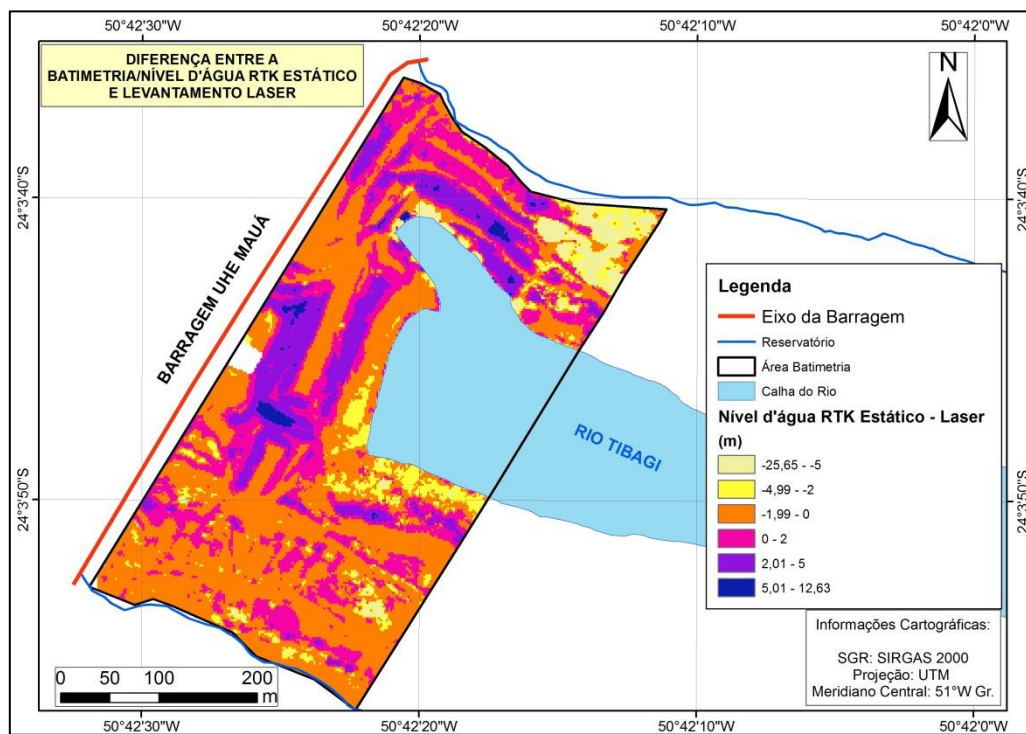 50°42'30"W
50°42'20"W
50°42'10"W
50°42'0"W
DIFERENÇA ENTRE A
BATIMETRIA/NÍVEL D'ÁGUA RTK ESTÁTICO
E LEVANTAMENTO LASER
N
24°3'40"S
24°3'40"S
BARRAGEM UHE MAUÁ
RIO TIBAGI
Legenda
Eixo da Barragem
Reservatório
Área Batimetria
Calha do Rio
Nível d'água RTK Estático - Laser
(m)
-25,65 - -5
-4,99 - -2
-1,99 - 0
0 - 2
2,01 - 5
5,01 - 12,63
24°3'50"S
24°3'50"S
Informações Cartográficas:
SGR: SIRGAS 2000
Projeção: UTM
Meridiano Central: 51°W Gr.
0 50 100 200
m
50°42'30"W
50°42'20"W
50°42'10"W
50°42'0"W